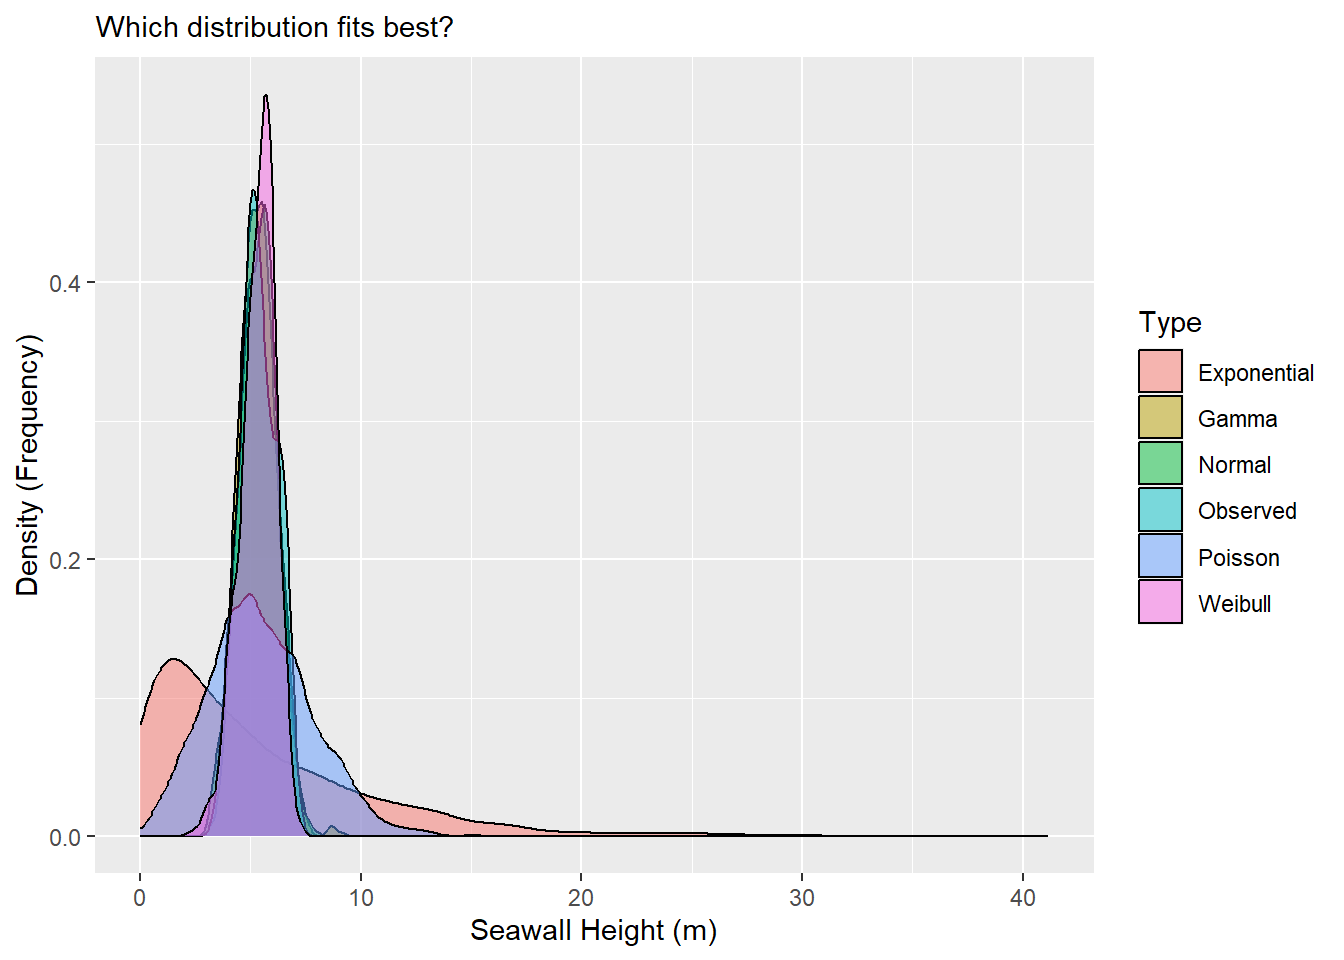 Which distribution fits best?
Density (Frequency)
0.4
0.2
0.0
0
10
20
30
40
Seawall Height (m)
Type
Exponential
Gamma
Normal
Observed
Poisson
Weibull